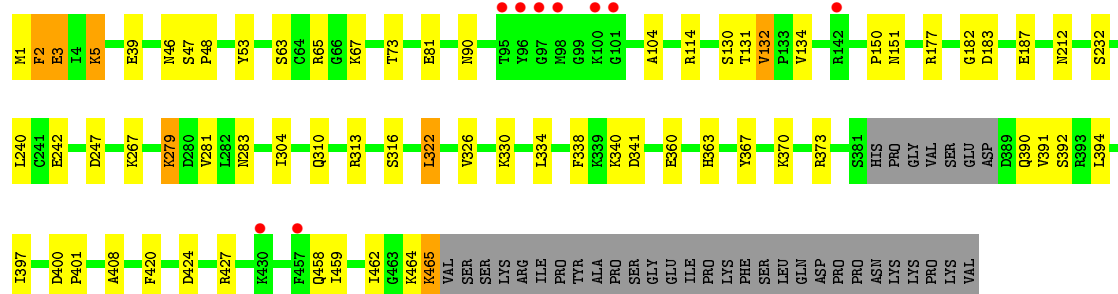 M1 F2 E3 I4 K5 E39 N46 S47 P48 Y53 S63 C64 R65 G66 K67 T73 E81 N90 T95 Y96 G97 M98 G99 K100 G101 A104 R114 S130 T131 V132 P133 V134 R142 P150 N151 R177 G182 D183 E187 N212 S232
L240 C241 E242 D247 K267 K279 D280 V281 L282 N283 I304 Q310 R313 S316 L322 V326 K330 L334 F338 K339 K340 D341 E360 H363 Y367 K370 R373 S381 HIS PRO GLY VAL SER GLU ASP D389 Q390 V391 S392 R393 L394
I397 D400 P401 A408 F420 D424 R427 K430 F457 Q458 I459 I462 G463 K464 K465 VAL SER SER LYS ARG ILE PRO TYR ALA PRO SER GLY GLU ILE PRO LYS PHE SER LEU GLN ASP PRO PRO ASN LYS LYS PRO LYS VAL